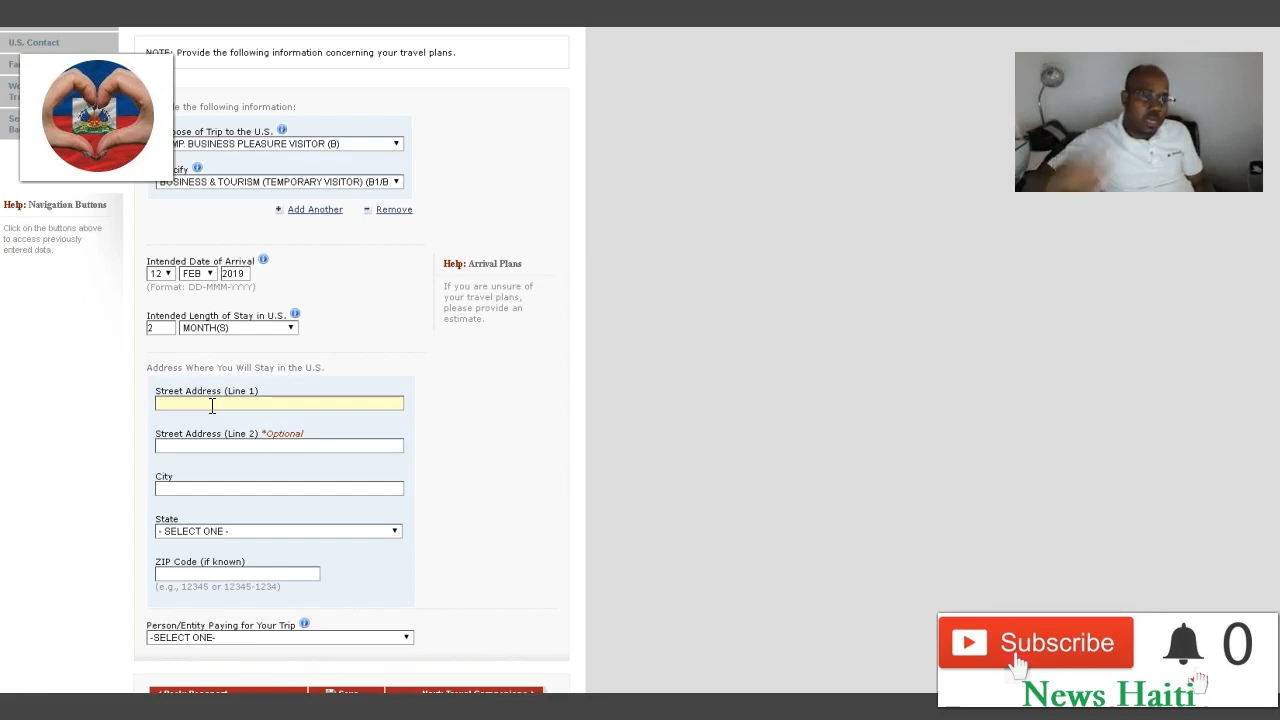 U.S. Contact
NOTE: Provide the following information concerning your travel plans.
the following information:
ose of Trip to the U.S.
MP. BUSINESS PLEASURE VISITOR (B)
BUSINESS & TOURISM (TEMPORARY VISITOR) (B1/B
Add Another
Remove
Help: Navigation Buttons
Click on the buttons above
to access previously
entered data.
Intended Date of Arrival
12 FEB 2019
(Format: DD-MMM-YYYY)
Intended Length of Stay in U.S.
2 MONTH(S)
Help: Arrival Plans
If you are unsure of
your travel plans,
please provide an
estimate.
Address Where You Will Stay in the U.S.
Street Address (Line 1)
Street Address (Line 2) *Optional
City
State
- SELECT ONE -
ZIP Code (if known)
(e.g., 12345 or 12345-1234)
Person/Entity Paying for Your Trip
-SELECT ONE-
Subscribe
0
News Haiti